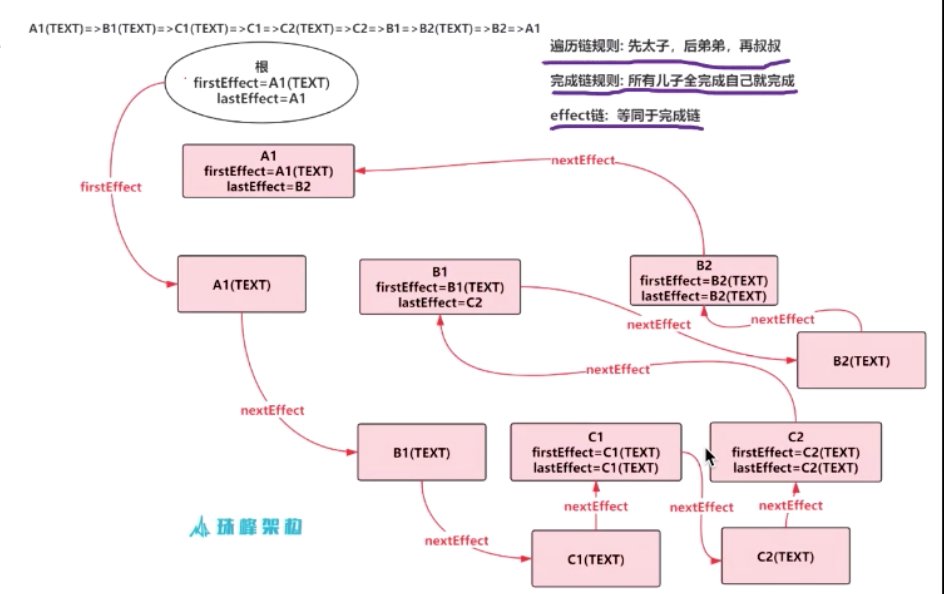 A1(TEXT)=>B1(TEXT)=>C1(TEXT)=>C1=>C2(TEXT)=>C2=>B1=>B2(TEXT)=>B2=>A1
遍历链规则: 先太子，后弟弟，再叔叔
完成链规则: 所有儿子全完成自己就完成
effect链：等同于完成链
根
firstEffect=A1(TEXT)
lastEffect=A1
A1
firstEffect=A1(TEXT)
lastEffect=B2
nextEffect
firstEffect
A1(TEXT)
B1
firstEffect=B1(TEXT)
lastEffect=C2
B2
firstEffect=B2(TEXT)
lastEffect=B2(TEXT)
nextEffect
nextEffect
B2(TEXT)
nextEffect
nextEffect
B1(TEXT)
C1
firstEffect=C1(TEXT)
lastEffect=C1(TEXT)
C2
firstEffect=C2(TEXT)
lastEffect=C2(TEXT)
nextEffect
nextEffect
nextEffect
nextEffect
C1(TEXT)
C2(TEXT)
珠峰架构